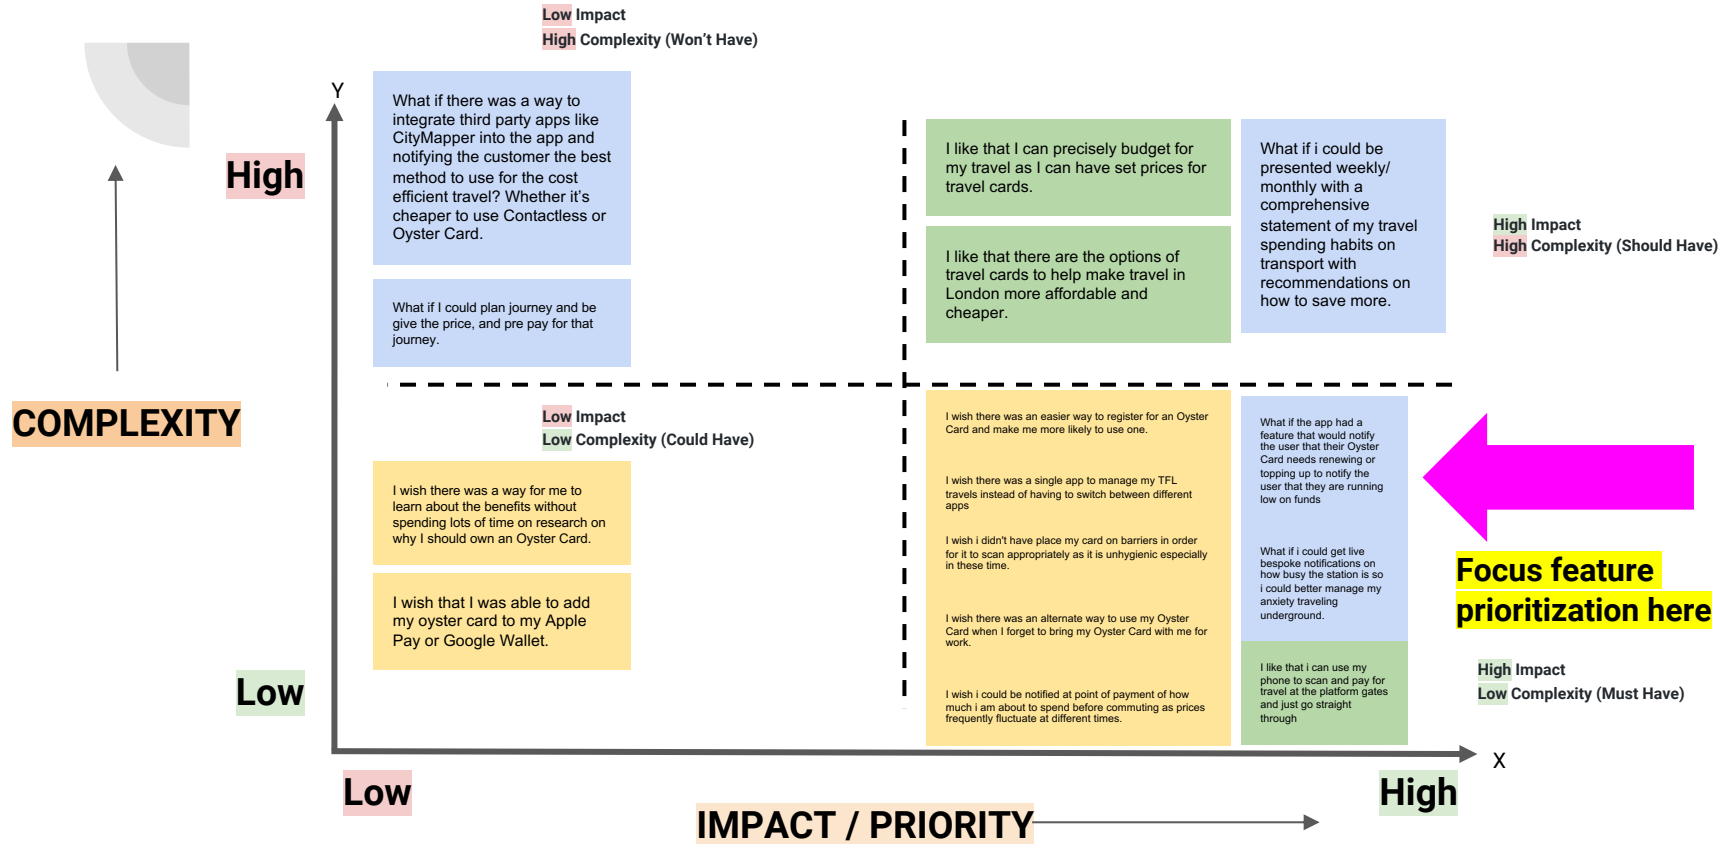 Low Impact
High Complexity (Won't Have)
Y
What if there was a way to
integrate third party apps like
CityMapper into the app and
notifying the customer the best
method to use for the cost
efficient travel? Whether it's
cheaper to use Contactless or
Oyster Card.
High
I like that I can precisely budget for
my travel as I can have set prices for
travel cards.
What if i could be
presented weekly/
monthly with a
comprehensive
statement of my travel
spending habits on
transport with
recommendations on
how to save more.
High Impact
High Complexity (Should Have)
I like that there are the options of
travel cards to help make travel in
London more affordable and
cheaper.
What if I could plan journey and be
give the price, and pre pay for that
journey.
COMPLEXITY
Low Impact
Low Complexity (Could Have)
I wish there was a way for me to
learn about the benefits without
spending lots of time on research on
why I should own an Oyster Card.
I wish that I was able to add
my oyster card to my Apple
Pay or Google Wallet.
I wish there was an easier way to register for an Oyster
Card and make me more likely to use one.
I wish there was a single app to manage my TFL
travels instead of having to switch between different
apps
I wish i didn't have place my card on barriers in order
for it to scan appropriately as it is unhygienic especially
in these time.
I wish there was an alternate way to use my Oyster
Card when I forget to bring my Oyster Card with me for
work.
I wish i could be notified at point of payment of how
much i am about to spend before commuting as prices
frequently fluctuate at different times.
What if the app had a
feature that would notify
the user that their Oyster
Card needs renewing or
topping up to notify the
user that they are running
low on funds
What if i could get live
bespoke notifications on
how busy the station is so
i could better manage my
anxiety traveling
underground.
I like that i can use my
phone to scan and pay for
travel at the platform gates
and just go straight
through
Focus feature
prioritization here
High Impact
Low Complexity (Must Have)
Low
X
Low
High
IMPACT / PRIORITY